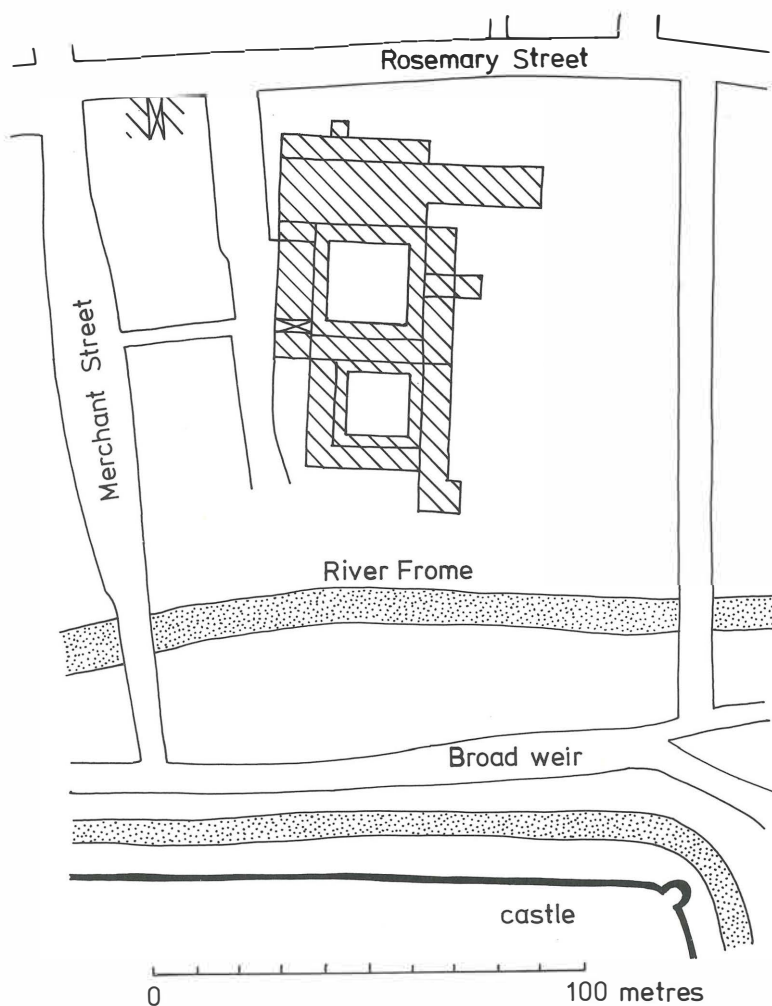 Rosemary Street
Merchant Street
River Frome
Broad weir
castle
0 100 metres